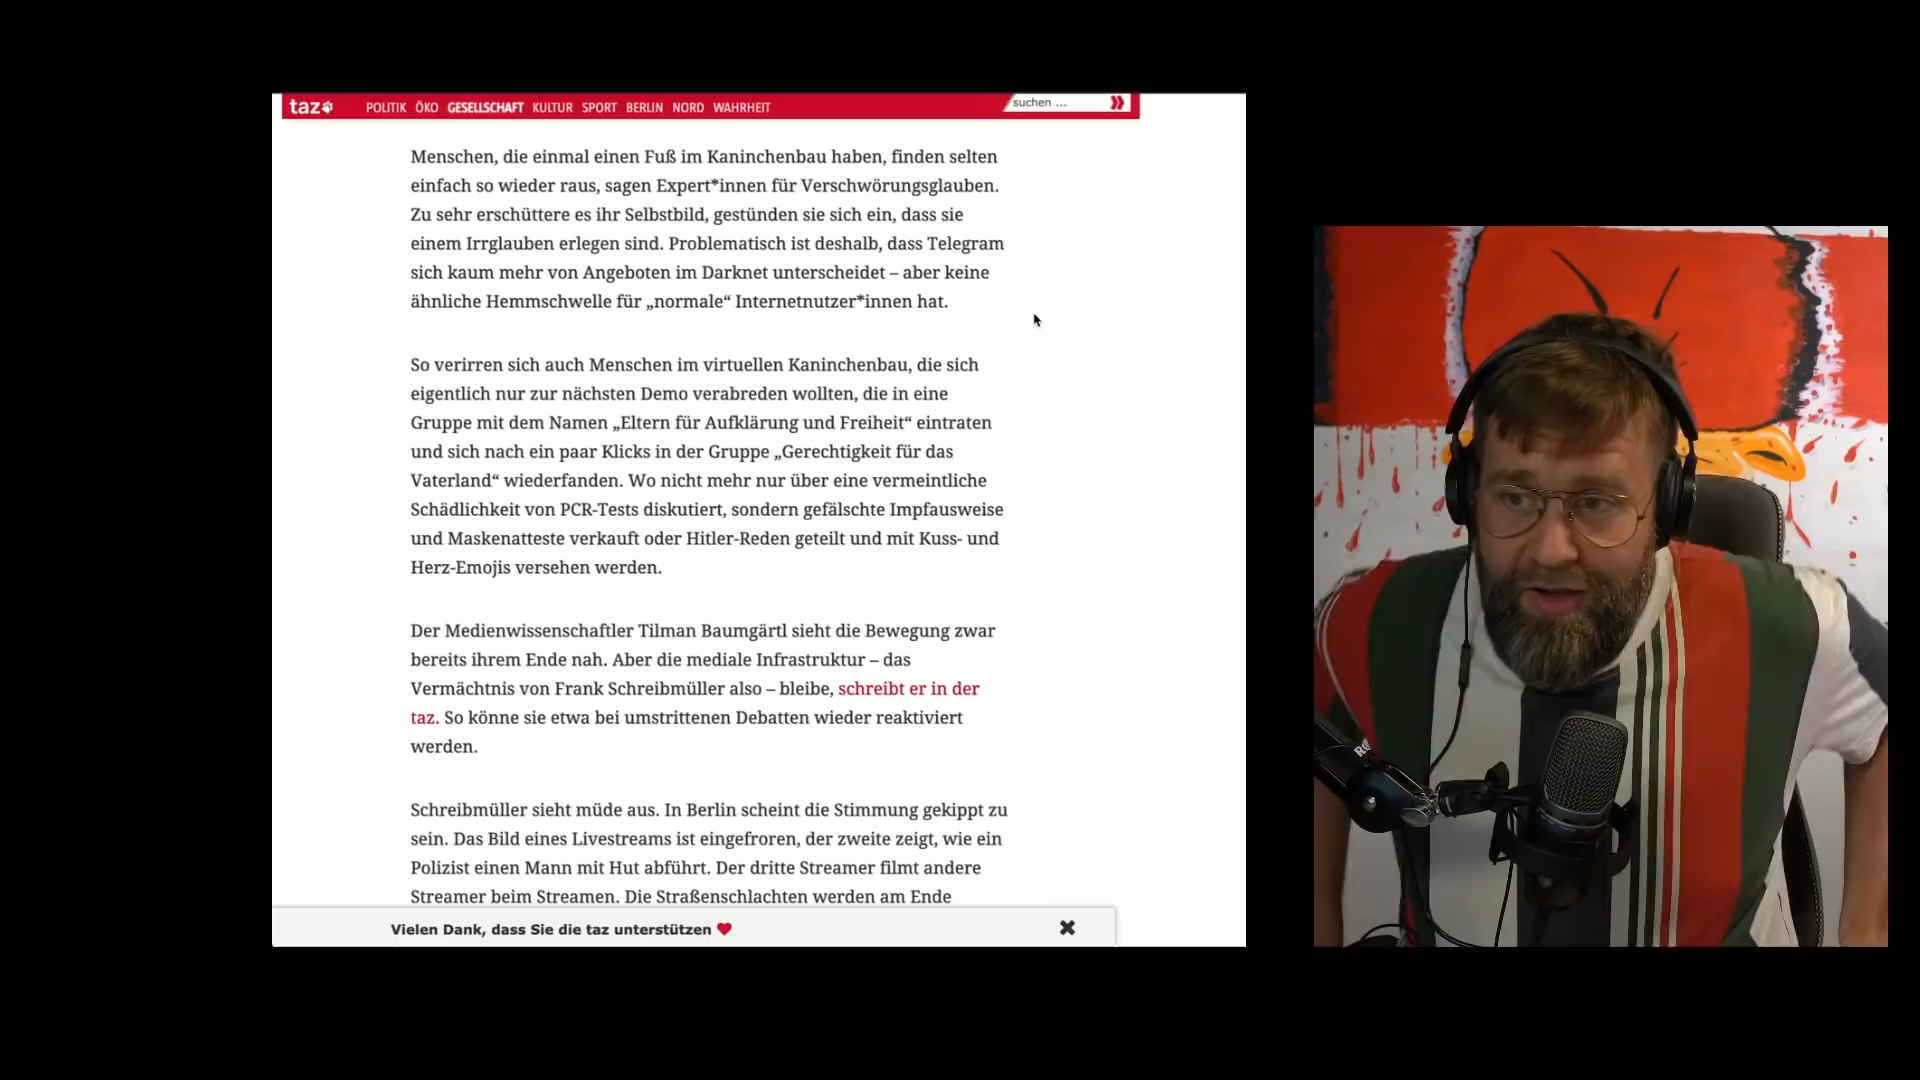 taz
POLITIK ÖKO GESELLSCHAFT KULTUR SPORT BERLIN NORD WAHRHEIT
suchen ...
Menschen, die einmal einen Fuß im Kaninchenbau haben, finden selten
einfach so wieder raus, sagen Expert*innen für Verschwörungsglauben.
Zu sehr erschüttere es ihr Selbstbild, gestünden sie sich ein, dass sie
einem Irrglauben erlegen sind. Problematisch ist deshalb, dass Telegram
sich kaum mehr von Angeboten im Darknet unterscheidet – aber keine
ähnliche Hemmschwelle für „normale“ Internetnutzer*innen hat.
So verirren sich auch Menschen im virtuellen Kaninchenbau, die sich
eigentlich nur zur nächsten Demo verabreden wollten, die in eine
Gruppe mit dem Namen „Eltern für Aufklärung und Freiheit“ eintraten
und sich nach ein paar Klicks in der Gruppe „Gerechtigkeit für das
Vaterland“ wiederfanden. Wo nicht mehr nur über eine vermeintliche
Schädlichkeit von PCR-Tests diskutiert, sondern gefälschte Impfausweise
und Maskenatteste verkauft oder Hitler-Reden geteilt und mit Kuss- und
Herz-Emojis versehen werden.
Der Medienwissenschaftler Tilman Baumgärtl sieht die Bewegung zwar
bereits ihrem Ende nah. Aber die mediale Infrastruktur – das
Vermächtnis von Frank Schreibmüller also – bleibe, schreibt er in der
taz. So könne sie etwa bei umstrittenen Debatten wieder reaktiviert
werden.
Schreibmüller sieht müde aus. In Berlin scheint die Stimmung gekippt zu
sein. Das Bild eines Livestreams ist eingefroren, der zweite zeigt, wie ein
Polizist einen Mann mit Hut abführt. Der dritte Streamer filmt andere
Streamer beim Streamen. Die Straßenschlachten werden am Ende
Vielen Dank, dass Sie die taz unterstützen